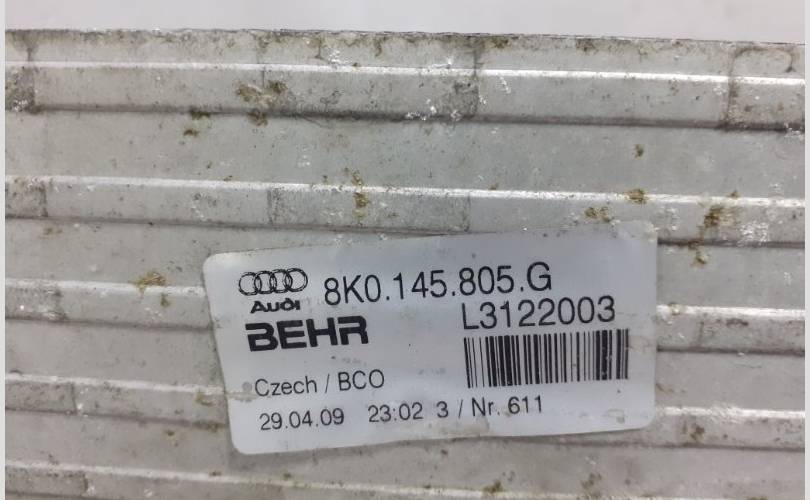 8K0.145.805.G
Audi
L3122003
BEHR
Czech / BCO
29.04.09 23:02 3 / Nr. 611